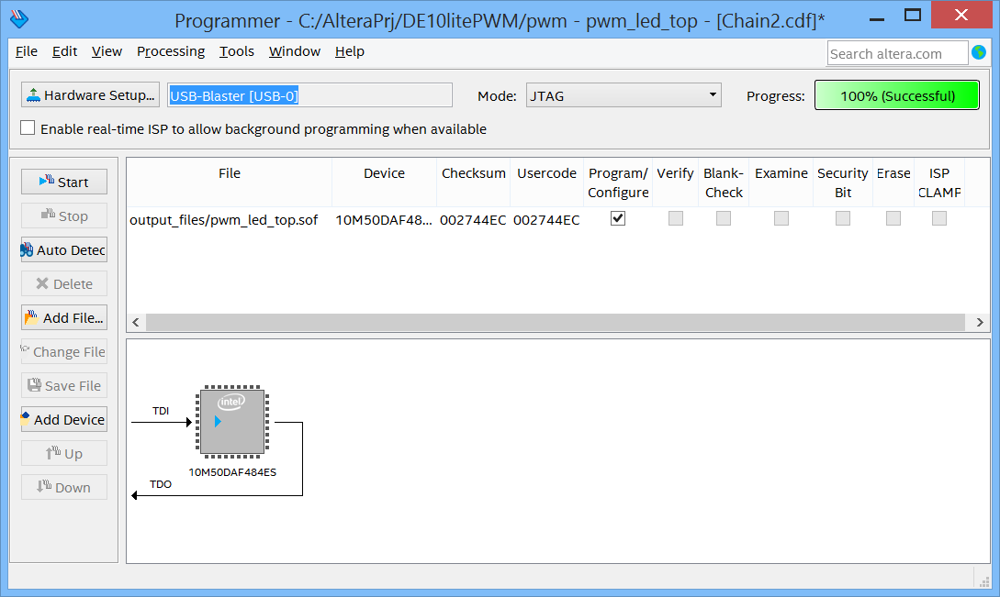 Programmer - C:/AlteraPrj/DE10litePWM/pwm - pwm_led_top - [Chain2.cdf]*
File Edit View Processing Tools Window Help
Search altera.com
Hardware Setup... USB-Blaster [USB-0] Mode: JTAG Progress: 100% (Successful)
Enable real-time ISP to allow background programming when available
Start
Stop
Auto Detec
Delete
Add File...
Change File
Save File
Add Device
Up
Down
File Device Checksum Usercode Program/ Verify Blank- Examine Security Erase ISP
Configure Check Bit CLAMP
output_files/pwm_led_top.sof 10M50DAF48... 002744EC 002744EC
intel
TDI
10M50DAF484ES
TDO